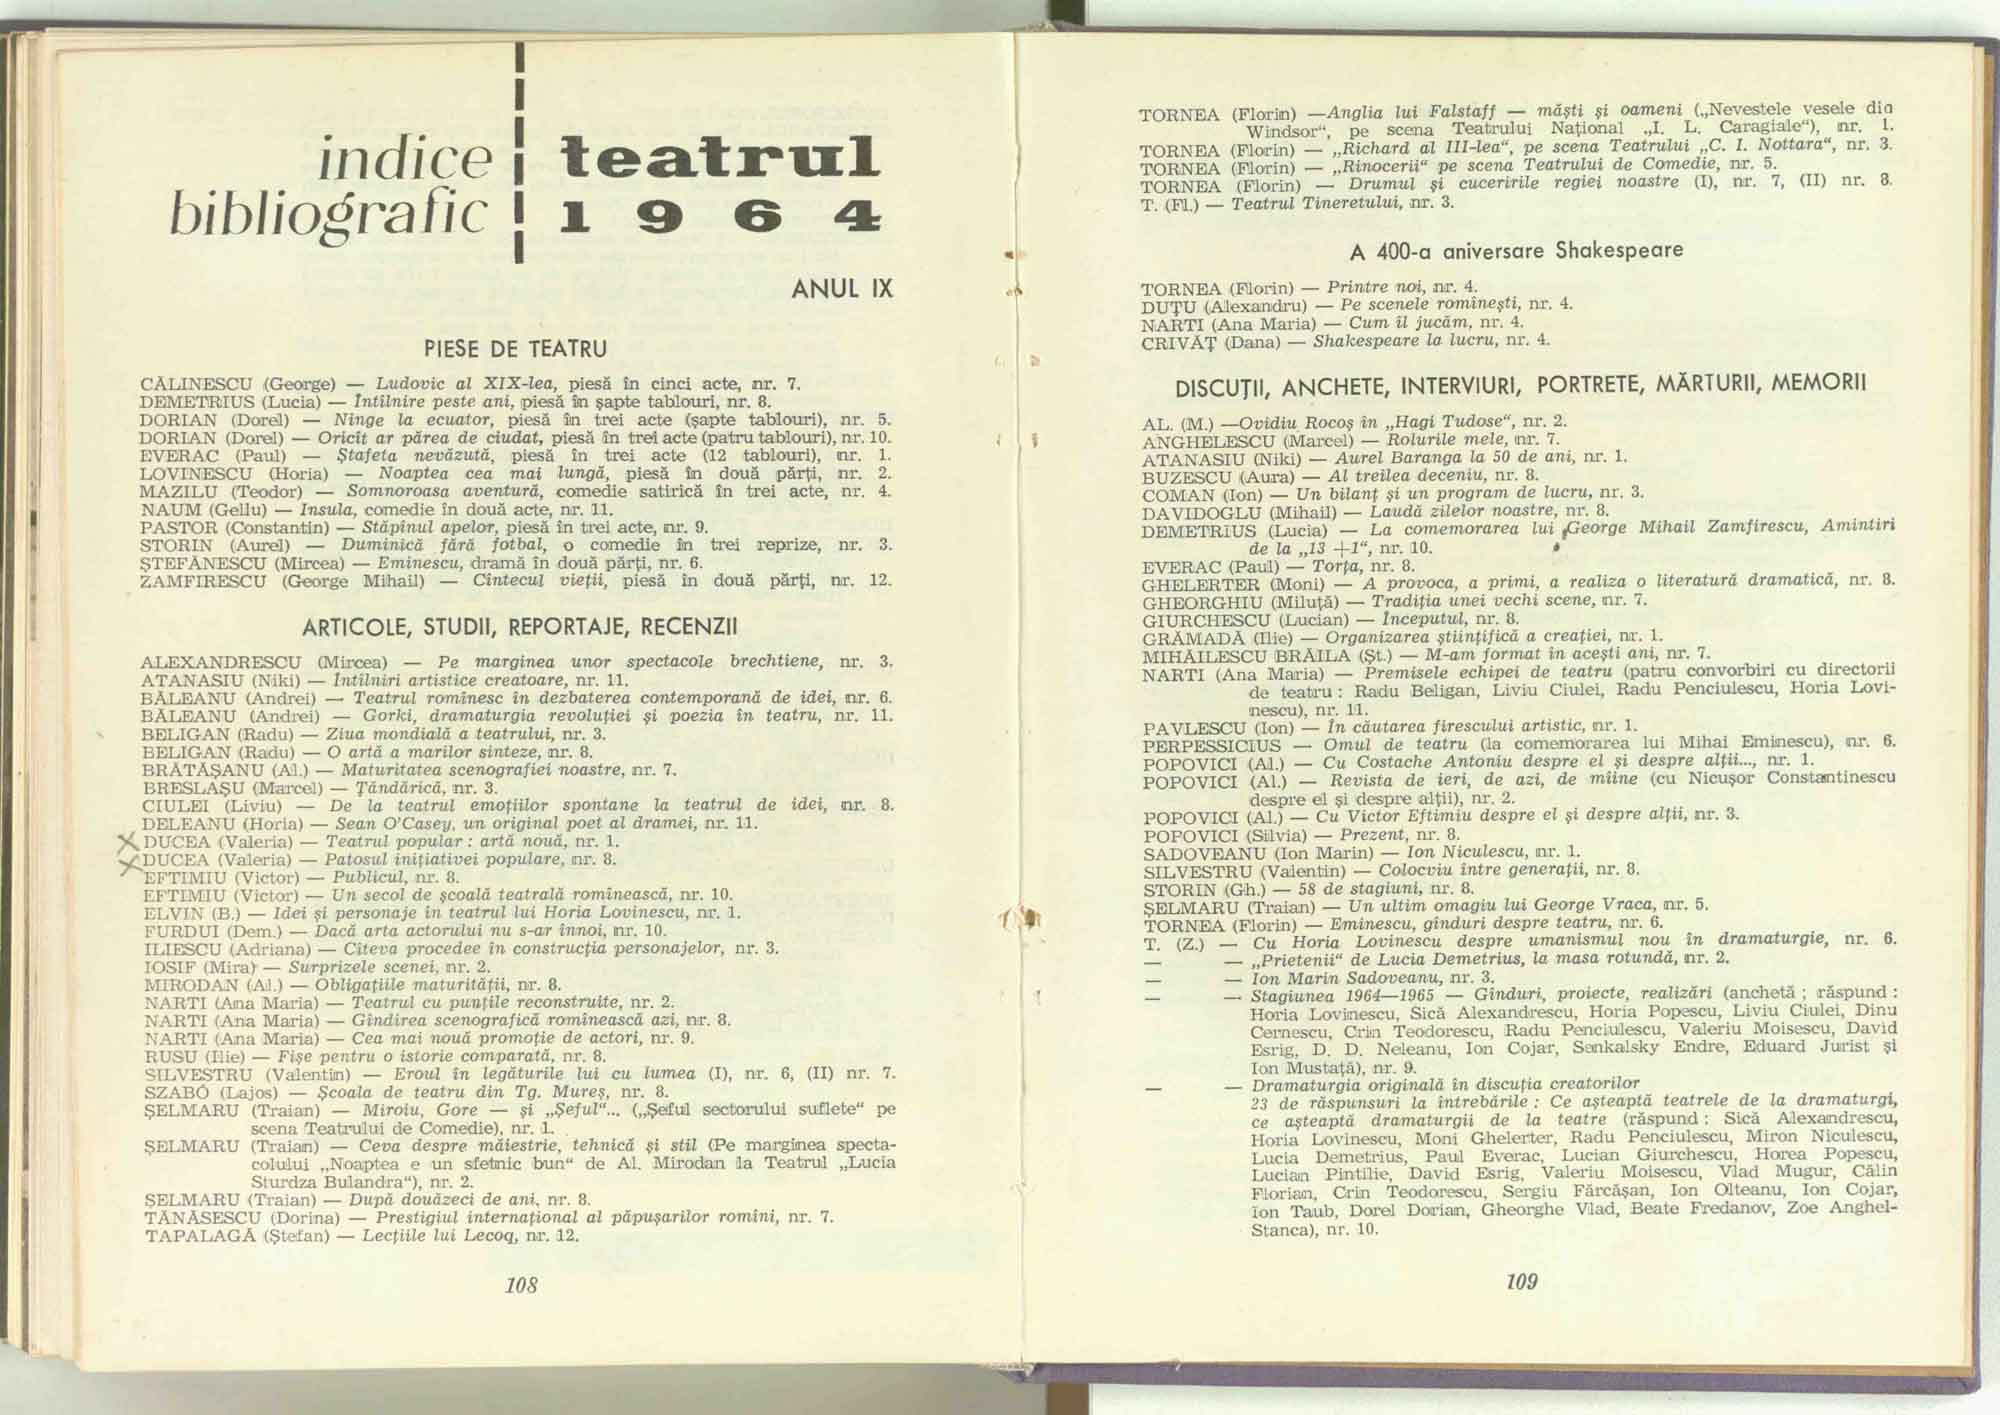 indice bibliografic
teatrul 1964
ANUL IX
PIESE DE TEATRU
CĂLINESCU (George) — Ludovic al XIX-lea, piesă în cinci acte, nr. 7.
DEMETRIUS (Lucia) — Întîlnire peste ani, piesă în șapte tablouri, nr. 8.
DORIAN (Dorel) — Ninge la ecuator, piesă în trei acte (șapte tablouri), nr. 5.
DORIAN (Dorel) — Oricît ar părea de ciudat, piesă în trei acte (patru tablouri), nr. 10.
EVERAC (Paul) — Ștafeta nevăzută, piesă în trei acte (12 tablouri), nr. 1.
LOVINESCU (Horia) — Noaptea cea mai lungă, piesă în două părți, nr. 2.
MAZILU (Teodor) — Somnoroasa aventură, comedie satirică în trei acte, nr. 4.
NAUM (Gellu) — Insula, comedie în două acte, nr. 11.
PASTOR (Constantin) — Stăpînul apelor, piesă în trei acte, nr. 9.
STORIN (Aurel) — Duminică fără fotbal, o comedie în trei reprize, nr. 3.
ȘTEFĂNESCU (Mircea) — Eminescu, dramă în două părți, nr. 6.
ZAMFIRESCU (George Mihail) — Cîntecul vieții, piesă în două părți, nr. 12.
ARTICOLE, STUDII, REPORTAJE, RECENZII
ALEXANDRESCU (Mircea) — Pe marginea unor spectacole brechtiene, nr. 3.
ATANASIU (Niki) — Întîlniri artistice creatoare, nr. 11.
BĂLEANU (Andrei) — Teatrul romînesc în dezbaterea contemporană de idei, nr. 6.
BĂLEANU (Andrei) — Gorki, dramaturgia revoluției și poezia în teatru, nr. 11.
BELIGAN (Radu) — Ziua mondială a teatrului, nr. 3.
BELIGAN (Radu) — O artă a marilor sinteze, nr. 8.
BRĂTĂȘANU (Al.) — Maturitatea scenografiei noastre, nr. 7.
BRESLAȘU (Marcel) — Țăndărică, nr. 3.
CIULEI (Liviu) — De la teatrul emoțiilor spontane la teatrul de idei, nr. 8.
DELEANU (Horia) — Sean O'Casey, un original poet al dramei, nr. 11.
DUCEA (Valeria) — Teatrul popular : artă nouă, nr. 1.
DUCEA (Valeria) — Patosul inițiativei populare, nr. 8.
EFTIMIU (Victor) — Publicul, nr. 8.
EFTIMIU (Victor) — Un secol de școală teatrală romînească, nr. 10.
ELVIN (B.) — Idei și personaje în teatrul lui Horia Lovinescu, nr. 1.
FURDUI (Dem.) — Dacă arta actorului nu s-ar înnoi, nr. 10.
ILIESCU (Adriana) — Cîteva procedee în construcția personajelor, nr. 3.
IOSIF (Mira) — Surprizele scenei, nr. 2.
MIRODAN (Al.) — Obligațiile maturității, nr. 8.
NARTI (Ana Maria) — Teatrul cu punțile reconstruite, nr. 2.
NARTI (Ana Maria) — Gîndirea scenografică romînească azi, nr. 8.
NARTI (Ana Maria) — Cea mai nouă promoție de actori, nr. 9.
RUSU (Ilie) — Fișe pentru o istorie comparată, nr. 8.
SILVESTRU (Valentin) — Eroul în legăturile lui cu lumea (I), nr. 6, (II) nr. 7.
SZABÓ (Lajos) — Școala de teatru din Tg. Mureș, nr. 8.
ȘELMARU (Traian) — Miroiu, Gore — și „Șeful“... („Șeful sectorului suflete“ pe
scena Teatrului de Comedie), nr. 1.
ȘELMARU (Traian) — Ceva despre măiestrie, tehnică și stil (Pe marginea specta-
colului „Noaptea e un sfetnic bun“ de Al. Mirodan la Teatrul „Lucia
Sturdza Bulandra“), nr. 2.
ȘELMARU (Traian) — După douăzeci de ani, nr. 8.
TĂNĂSESCU (Dorina) — Prestigiul internațional al păpușarilor romîni, nr. 7.
TAPALAGĂ (Ștefan) — Lecțiile lui Lecoq, nr. 12.
108
TORNEA (Florin) —Anglia lui Falstaff — măști și oameni („Nevestele vesele din
Windsor“, pe scena Teatrului Național „I. L. Caragiale“), nr. 1.
TORNEA (Florin) — „Richard al III-lea“, pe scena Teatrului „C. I. Nottara“, nr. 3.
TORNEA (Florin) — „Rinocerii“ pe scena Teatrului de Comedie, nr. 5.
TORNEA (Florin) — Drumul și cuceririle regiei noastre (I), nr. 7, (II) nr. 8.
T. (Fl.) — Teatrul Tineretului, nr. 3.
A 400-a aniversare Shakespeare
TORNEA (Florin) — Printre noi, nr. 4.
DUȚU (Alexandru) — Pe scenele romînești, nr. 4.
NARTI (Ana Maria) — Cum îl jucăm, nr. 4.
CRIVĂȚ (Dana) — Shakespeare la lucru, nr. 4.
DISCUȚII, ANCHETE, INTERVIURI, PORTRETE, MĂRTURII, MEMORII
AL. (M.) —Ovidiu Rocoș în „Hagi Tudose“, nr. 2.
ANGHELESCU (Marcel) — Rolurile mele, nr. 7.
ATANASIU (Niki) — Aurel Baranga la 50 de ani, nr. 1.
BUZESCU (Aura) — Al treilea deceniu, nr. 8.
COMAN (Ion) — Un bilanț și un program de lucru, nr. 3.
DAVIDOGLU (Mihail) — Laudă zilelor noastre, nr. 8.
DEMETRIUS (Lucia) — La comemorarea lui George Mihail Zamfirescu, Amintiri
de la „13 +1“, nr. 10.
EVERAC (Paul) — Torța, nr. 8.
GHELERTER (Moni) — A provoca, a primi, a realiza o literatură dramatică, nr. 8.
GHEORGHIU (Miluță) — Tradiția unei vechi scene, nr. 7.
GIURCHESCU (Lucian) — Începutul, nr. 8.
GRĂMADĂ (Ilie) — Organizarea științifică a creației, nr. 1.
MIHĂILESCU BRĂILA (Șt.) — M-am format în acești ani, nr. 7.
NARTI (Ana Maria) — Premisele echipei de teatru (patru convorbiri cu directorii
de teatru : Radu Beligan, Liviu Ciulei, Radu Penciulescu, Horia Lovi-
nescu), nr. 11.
PAVLESCU (Ion) — În căutarea firescului artistic, nr. 1.
PERPESSICIUS — Omul de teatru (la comemorarea lui Mihai Eminescu), nr. 6.
POPOVICI (Al.) — Cu Costache Antoniu despre el și despre alții..., nr. 1.
POPOVICI (Al.) — Revista de ieri, de azi, de mîine (cu Nicușor Constantinescu
despre el și despre alții), nr. 2.
POPOVICI (Al.) — Cu Victor Eftimiu despre el și despre alții, nr. 3.
POPOVICI (Silvia) — Prezent, nr. 8.
SADOVEANU (Ion Marin) — Ion Niculescu, nr. 1.
SILVESTRU (Valentin) — Colocviu între generații, nr. 8.
STORIN (Gh.) — 58 de stagiuni, nr. 8.
ȘELMARU (Traian) — Un ultim omagiu lui George Vraca, nr. 5.
TORNEA (Florin) — Eminescu, gînduri despre teatru, nr. 6.
T. (Z.) — Cu Horia Lovinescu despre umanismul nou în dramaturgie, nr. 6.
— — „Prietenii“ de Lucia Demetrius, la masa rotundă, nr. 2.
— — Ion Marin Sadoveanu, nr. 3.
— — Stagiunea 1964—1965 — Gînduri, proiecte, realizări (anchetă ; răspund :
Horia Lovinescu, Sică Alexandrescu, Horia Popescu, Liviu Ciulei, Dinu
Cernescu, Crin Teodorescu, Radu Penciulescu, Valeriu Moisescu, David
Esrig, D. D. Neleanu, Ion Cojar, Senkalsky Endre, Eduard Jurist și
Ion Mustață), nr. 9.
— — Dramaturgia originală în discuția creatorilor
23 de răspunsuri la întrebările : Ce așteaptă teatrele de la dramaturgi,
ce așteaptă dramaturgii de la teatre (răspund : Sică Alexandrescu,
Horia Lovinescu, Moni Ghelerter, Radu Penciulescu, Miron Niculescu,
Lucia Demetrius, Paul Everac, Lucian Giurchescu, Horea Popescu,
Lucian Pintilie, David Esrig, Valeriu Moisescu, Vlad Mugur, Călin
Florian, Crin Teodorescu, Sergiu Fărcășan, Ion Olteanu, Ion Cojar,
Ion Taub, Dorel Dorian, Gheorghe Vlad, Beate Fredanov, Zoe Anghel-
Stanca), nr. 10.
109